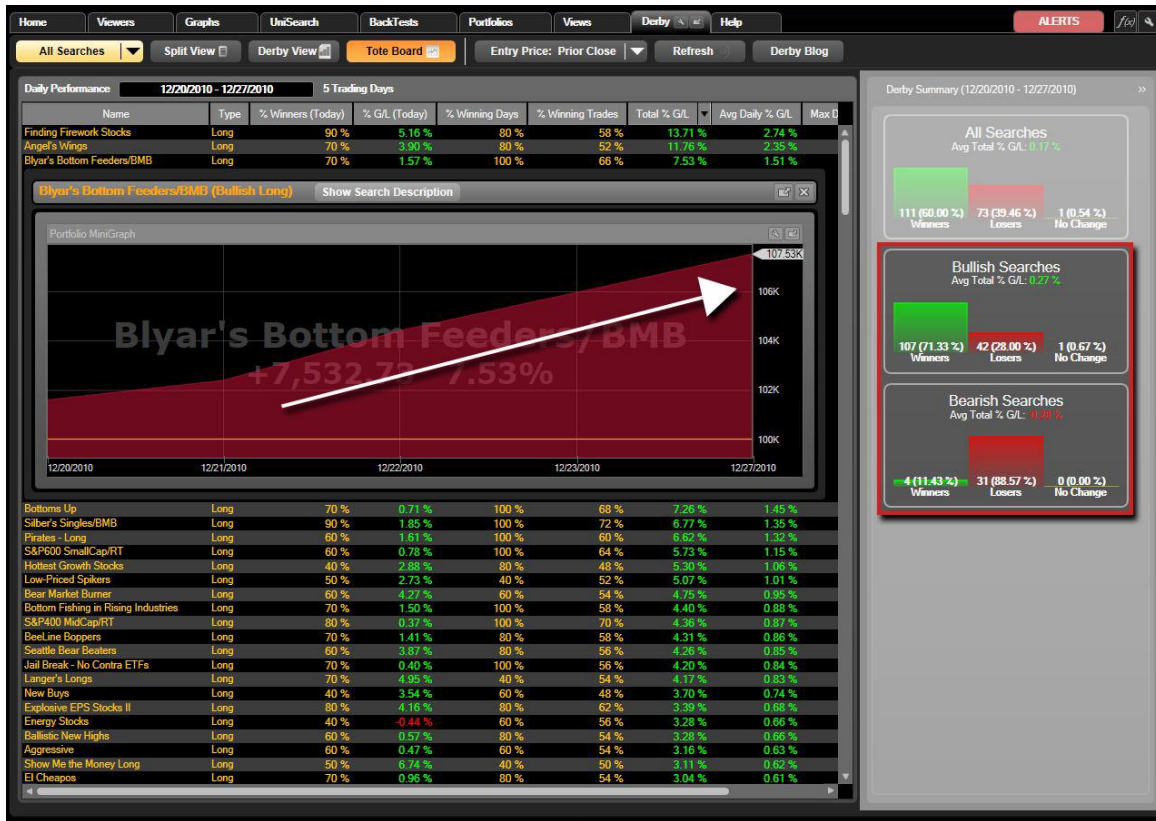 Home Viewers Graphs UniSearch BackTests Portfolios Views Derby Help ALERTS f(x)
All Searches Split View Derby View Tote Board Entry Price: Prior Close Refresh Derby Blog
Daily Performance 12/20/2010 - 12/27/2010 5 Trading Days
Name Type % Winners (Today) % G/L (Today) % Winning Days % Winning Trades Total % G/L Avg Daily % G/L Max D
Finding Firework Stocks Long 90 % 5.16 % 80 % 58 % 13.71 % 2.74 %
Angel's Wings Long 70 % 3.90 % 80 % 52 % 11.76 % 2.35 %
Blyar's Bottom Feeders/BMB Long 70 % 1.57 % 100 % 66 % 7.53 % 1.51 %
Blyar's Bottom Feeders/BMB (Bullish Long) Show Search Description
Portfolio MiniGraph
107.53K
106K
Blyar's Bottom Feeders/BMB
104K
+7,532.73 7.53%
102K
100K
12/20/2010 12/21/2010 12/22/2010 12/23/2010 12/27/2010
Bottoms Up Long 70 % 0.71 % 100 % 68 % 7.26 % 1.45 %
Silber's Singles/BMB Long 90 % 1.85 % 100 % 72 % 6.77 % 1.35 %
Pirates - Long Long 60 % 1.61 % 100 % 60 % 6.62 % 1.32 %
S&P600 SmallCap/RT Long 60 % 0.78 % 100 % 64 % 5.73 % 1.15 %
Hottest Growth Stocks Long 40 % 2.88 % 80 % 48 % 5.30 % 1.06 %
Low-Priced Spikers Long 50 % 2.73 % 40 % 52 % 5.07 % 1.01 %
Bear Market Burner Long 60 % 4.27 % 60 % 54 % 4.75 % 0.95 %
Bottom Fishing in Rising Industries Long 70 % 1.50 % 100 % 58 % 4.40 % 0.88 %
S&P400 MidCap/RT Long 80 % 0.37 % 100 % 70 % 4.36 % 0.87 %
BeeLine Boppers Long 70 % 1.41 % 80 % 58 % 4.31 % 0.86 %
Seattle Bear Beaters Long 60 % 3.87 % 80 % 56 % 4.26 % 0.85 %
Jail Break - No Contra ETFs Long 70 % 0.40 % 100 % 56 % 4.20 % 0.84 %
Langer's Longs Long 70 % 4.95 % 40 % 54 % 4.17 % 0.83 %
New Buys Long 40 % 3.54 % 60 % 48 % 3.70 % 0.74 %
Explosive EPS Stocks II Long 80 % 4.16 % 80 % 62 % 3.39 % 0.68 %
Energy Stocks Long 40 % -0.44 % 60 % 56 % 3.28 % 0.66 %
Ballistic New Highs Long 60 % 0.57 % 80 % 54 % 3.28 % 0.66 %
Aggressive Long 60 % 0.47 % 60 % 54 % 3.16 % 0.63 %
Show Me the Money Long Long 50 % 6.74 % 40 % 50 % 3.11 % 0.62 %
El Cheapos Long 70 % 0.96 % 80 % 54 % 3.04 % 0.61 %
Derby Summary (12/20/2010 - 12/27/2010) »
All Searches
Avg Total % G/L: 0.17 %
111 (60.00 %) 73 (39.46 %) 1 (0.54 %)
Winners Losers No Change
Bullish Searches
Avg Total % G/L: 0.27 %
107 (71.33 %) 42 (28.00 %) 1 (0.67 %)
Winners Losers No Change
Bearish Searches
Avg Total % G/L:
4 (11.43 %) 31 (88.57 %) 0 (0.00 %)
Winners Losers No Change